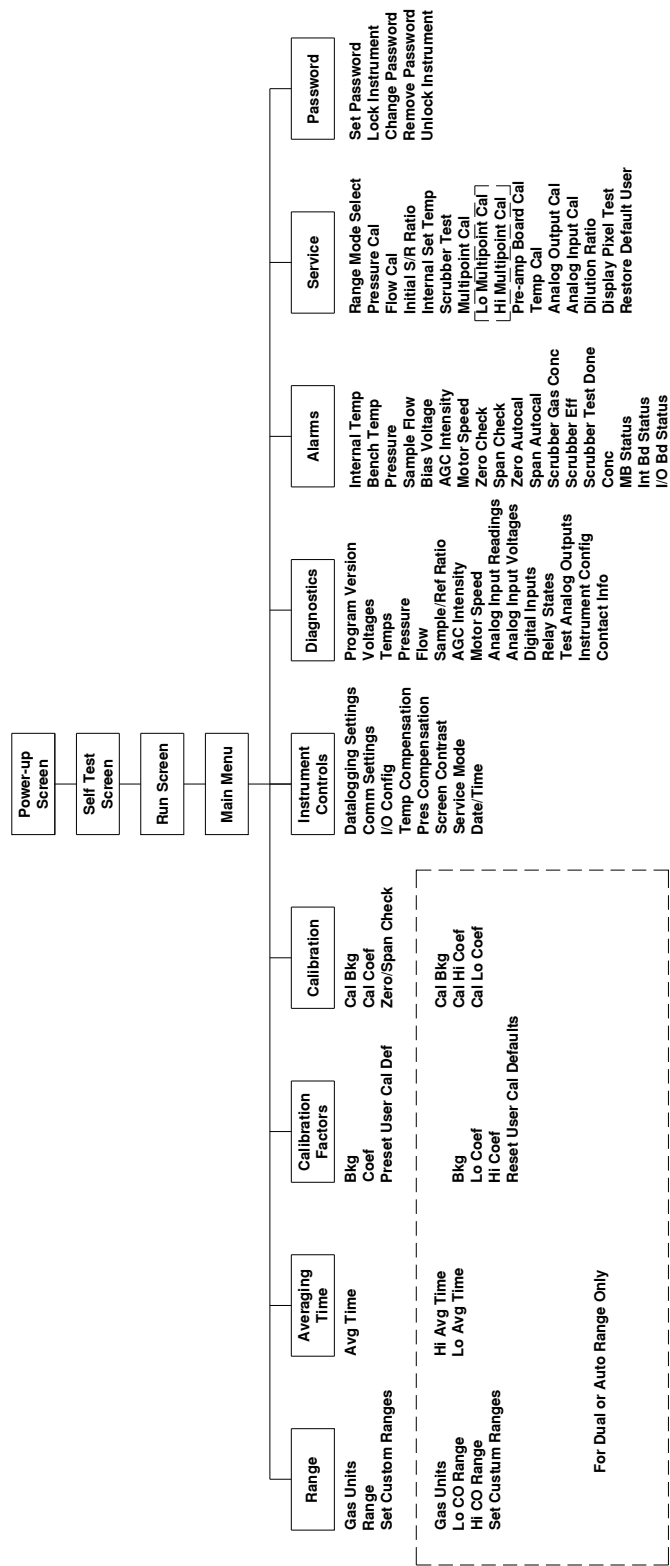 Power-up
Screen
Self Test
Screen
Run Screen
Main Menu
Range
Gas Units
Range
Set Custom Ranges
Averaging
Time
Avg Time
Calibration
Factors
Bkg
Coef
Preset User Cal Def
Calibration
Cal Bkg
Cal Coef
Zero/Span Check
Instrument
Controls
Datalogging Settings
Comm Settings
I/O Config
Temp Compensation
Pres Compensation
Screen Contrast
Service Mode
Date/Time
Diagnostics
Program Version
Voltages
Temps
Pressure
Flow
Sample/Ref Ratio
AGC Intensity
Motor Speed
Analog Input Readings
Analog Input Voltages
Digital Inputs
Relay States
Test Analog Outputs
Instrument Config
Contact Info
Alarms
Internal Temp
Bench Temp
Pressure
Sample Flow
Bias Voltage
AGC Intensity
Motor Speed
Zero Check
Span Check
Zero Autocal
Span Autocal
Scrubber Gas Conc
Scrubber Eff
Scrubber Test Done
Conc
MB Status
Int Bd Status
I/O Bd Status
Service
Range Mode Select
Pressure Cal
Flow Cal
Initial S/R Ratio
Internal Set Temp
Scrubber Test
Multipoint Cal
Lo Multipoint Cal
Hi Multipoint Cal
Pre-amp Board Cal
Temp Cal
Analog Output Cal
Analog Input Cal
Dilution Ratio
Display Pixel Test
Restore Default User
Password
Set Password
Lock Instrument
Change Password
Remove Password
Unlock Instrument
Gas Units
Lo CO Range
Hi CO Range
Set Custum Ranges
Hi Avg Time
Lo Avg Time
Bkg
Lo Coef
Hi Coef
Reset User Cal Defaults
Cal Bkg
Cal Hi Coef
Cal Lo Coef
For Dual or Auto Range Only